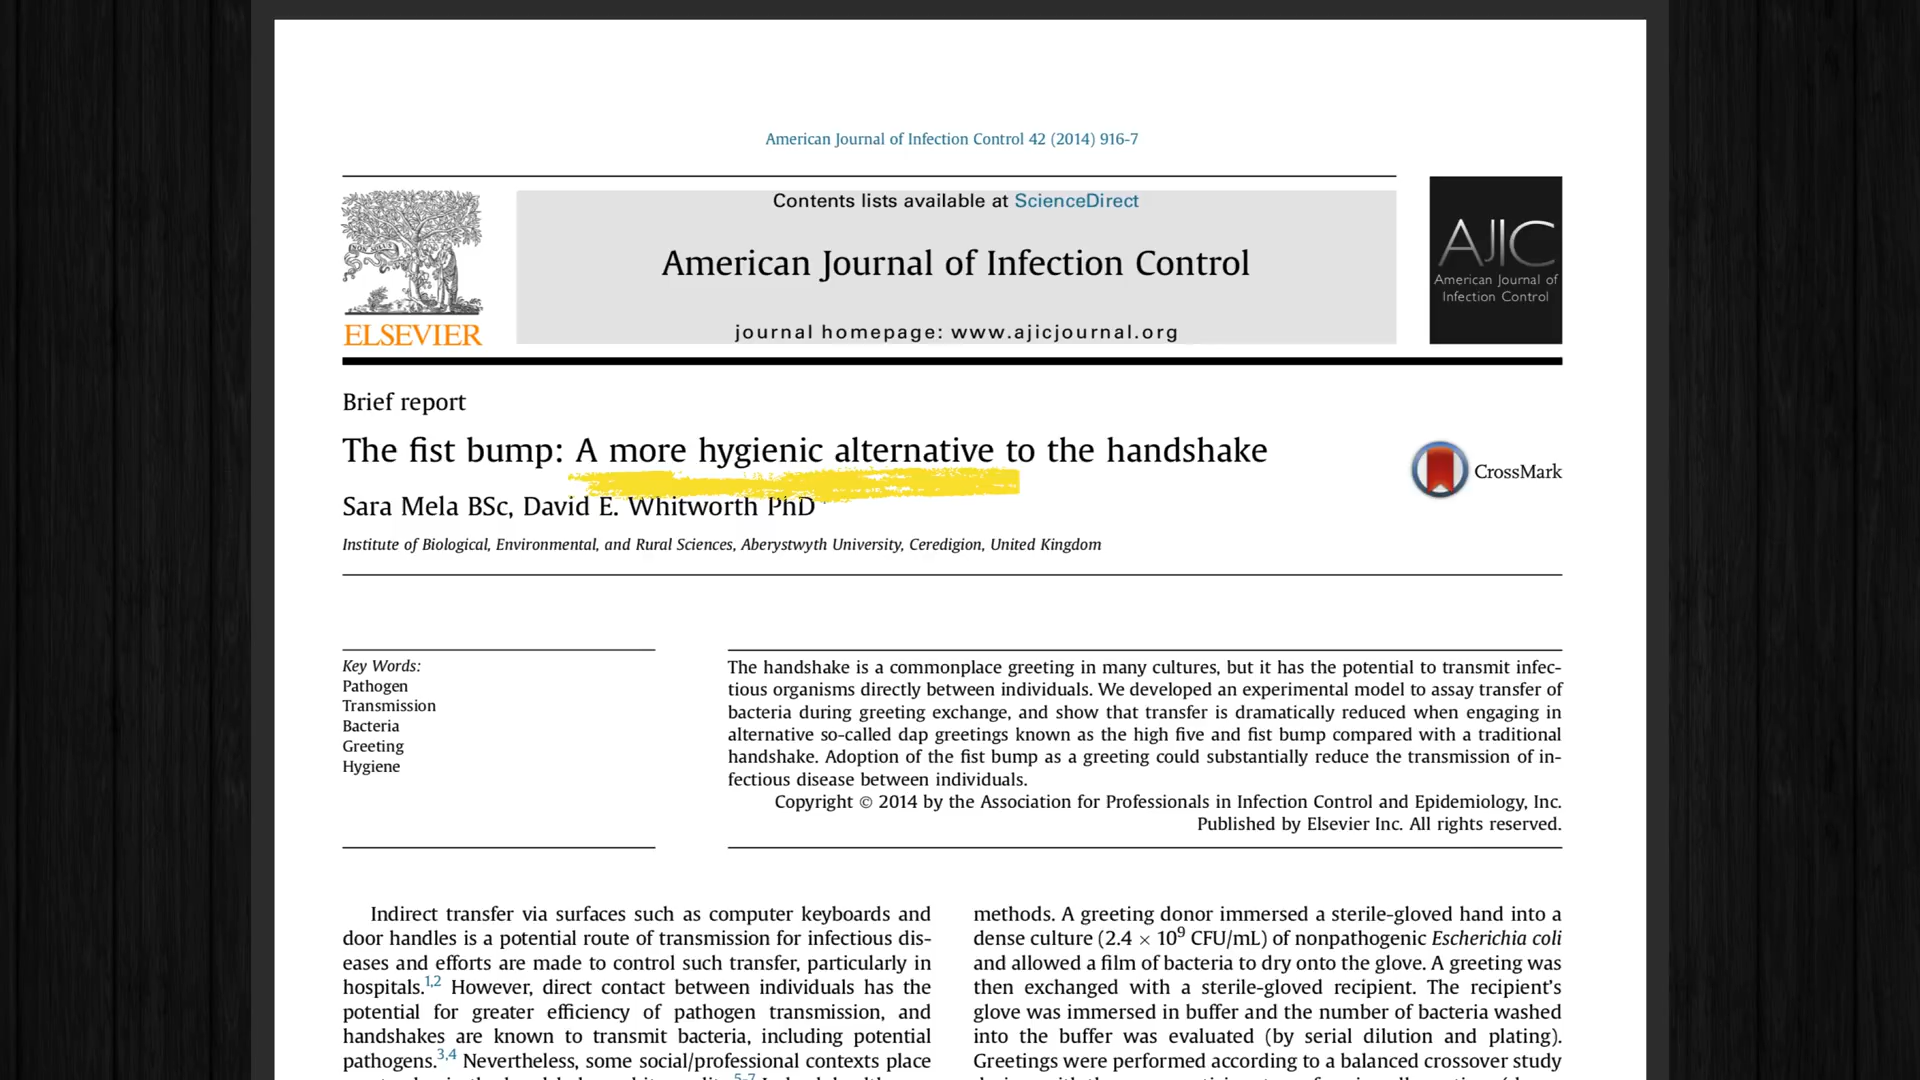 American Journal of Infection Control 42 (2014) 916-7
Contents lists available at ScienceDirect
American Journal of Infection Control
journal homepage: www.ajicjournal.org
ELSEVIER
AJIC
American Journal of
Infection Control
Brief report
The fist bump: A more hygienic alternative to the handshake
CrossMark
Sara Mela BSc, David E. Whitworth PhD
Institute of Biological, Environmental, and Rural Sciences, Aberystwyth University, Ceredigion, United Kingdom
Key Words:
Pathogen
Transmission
Bacteria
Greeting
Hygiene
The handshake is a commonplace greeting in many cultures, but it has the potential to transmit infec-
tious organisms directly between individuals. We developed an experimental model to assay transfer of
bacteria during greeting exchange, and show that transfer is dramatically reduced when engaging in
alternative so-called dap greetings known as the high five and fist bump compared with a traditional
handshake. Adoption of the fist bump as a greeting could substantially reduce the transmission of in-
fectious disease between individuals.
Copyright © 2014 by the Association for Professionals in Infection Control and Epidemiology, Inc.
Published by Elsevier Inc. All rights reserved.
Indirect transfer via surfaces such as computer keyboards and
door handles is a potential route of transmission for infectious dis-
eases and efforts are made to control such transfer, particularly in
hospitals.1,2 However, direct contact between individuals has the
potential for greater efficiency of pathogen transmission, and
handshakes are known to transmit bacteria, including potential
pathogens.3,4 Nevertheless, some social/professional contexts place
5-7
methods. A greeting donor immersed a sterile-gloved hand into a
dense culture (2.4 × 10⁹ CFU/mL) of nonpathogenic Escherichia coli
and allowed a film of bacteria to dry onto the glove. A greeting was
then exchanged with a sterile-gloved recipient. The recipient's
glove was immersed in buffer and the number of bacteria washed
into the buffer was evaluated (by serial dilution and plating).
Greetings were performed according to a balanced crossover study